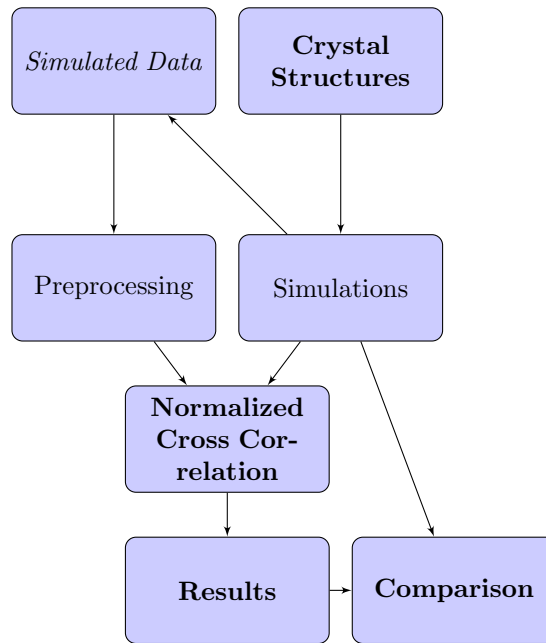 Simulated Data
Crystal
Structures
Preprocessing
Simulations
Normalized
Cross Cor-
relation
Results
Comparison